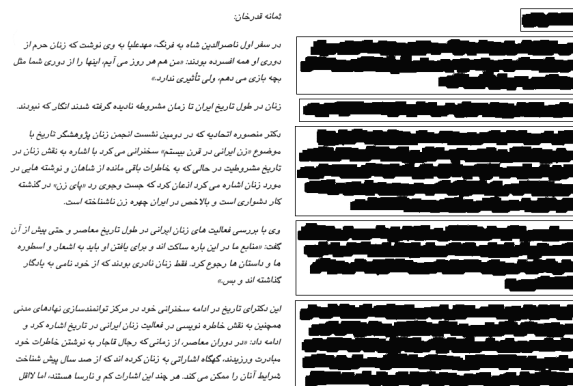 ثمانه قدرخان:
در سفر اول ناصرالدین شاه به فرنگ، مهدعلیا به وی نوشت که زنان حرم از
دوری او همه افسرده بودند: «من هم هر روز می آیم، اینها را از دوری شما مثل
بچه بازی می دهم، ولی تأثیری ندارد.»
زنان در طول تاریخ ایران تا زمان مشروطه نادیده گرفته شدند انگار که نبودند.
دکتر منصوره اتحادیه که در دومین نشست انجمن زنان پژوهشگر تاریخ با
موضوع «زن ایرانی در قرن بیستم» سخنرانی می کرد با اشاره به نقش زنان در
تاریخ مشروطیت در حالی که به خاطرات باقی مانده از شاهان و نوشته هایی در
مورد زنان اشاره می کرد اذعان کرد که جست وجوی رد «پای زن» در گذشته
کار دشواری است و بالاخص در ایران چهره زن ناشناخته است.
وی با بررسی فعالیت های زنان ایرانی در طول تاریخ معاصر و حتی پیش از آن
گفت: «منابع ما در این باره ساکت اند و برای یافتن او باید به اشعار و اسطوره
ها و داستان ها رجوع کرد. فقط زنان نادری بودند که از خود نامی به یادگار
گذاشته اند و بس.»
این دکترای تاریخ در ادامه سخنرانی خود در مرکز توانمندسازی نهادهای مدنی
همچنین به نقش خاطره نویسی در فعالیت زنان ایرانی در تاریخ اشاره کرد و
ادامه داد: «در دوران معاصر، از زمانی که رجال قاجار به نوشتن خاطرات خود
مبادرت ورزیدند، گهگاه اشاراتی به زنان کرده اند که از صد سال پیش شناخت
شرایط آنان را ممکن می کند. هر چند این اشارات کم و نارسا هستند، اما لااقل